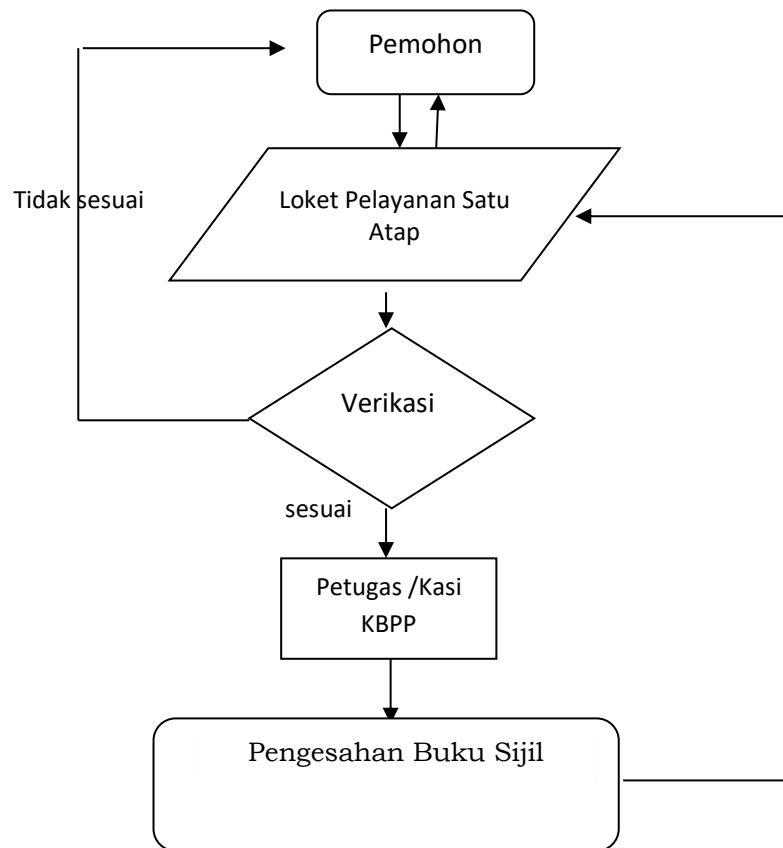 Pemohon
Loket Pelayanan Satu
Atap
Tidak sesuai
Verikasi
sesuai
Petugas /Kasi
KBPP
Pengesahan Buku Sijil